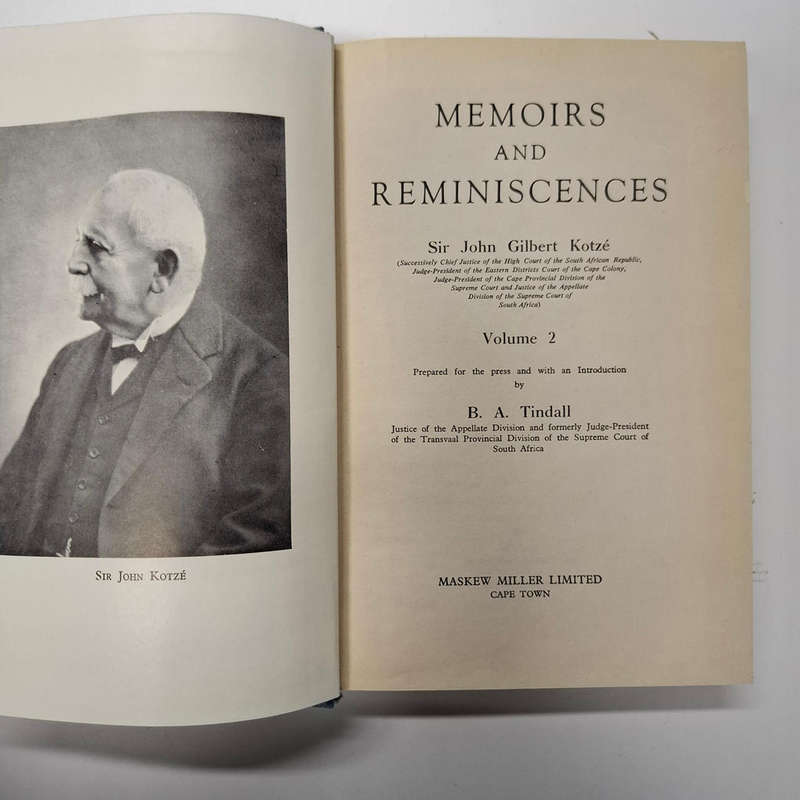 SIR JOHN KOTZÉ
MEMOIRS
AND
REMINISCENCES
Sir John Gilbert Kotzé
(Successively Chief Justice of the High Court of the South African Republic,
Judge-President of the Eastern Districts Court of the Cape Colony,
Judge-President of the Cape Provincial Division of the
Supreme Court and Justice of the Appellate
Division of the Supreme Court of
South Africa)
Volume 2
Prepared for the press and with an Introduction
by
B. A. Tindall
Justice of the Appellate Division and formerly Judge-President
of the Transvaal Provincial Division of the Supreme Court of
South Africa
MASKEW MILLER LIMITED
CAPE TOWN